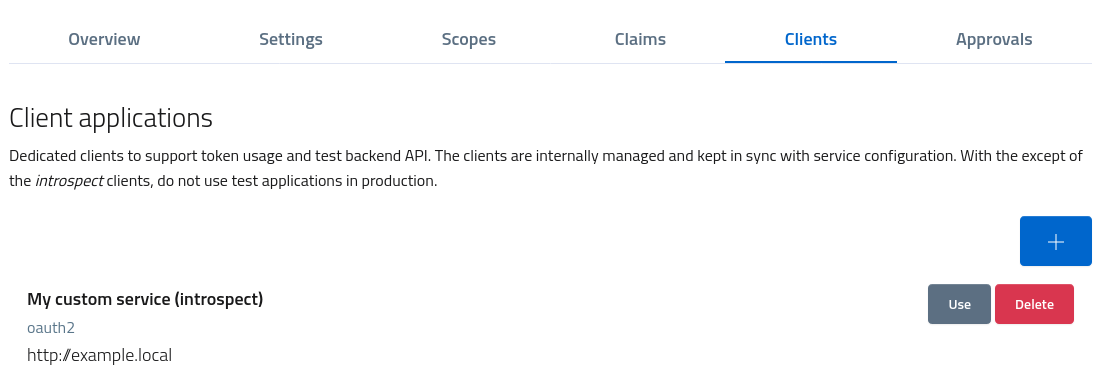 Overview Settings Scopes Claims Clients Approvals
Client applications
Dedicated clients to support token usage and test backend API. The clients are internally managed and kept in sync with service configuration. With the except of
the introspect clients, do not use test applications in production.
+
My custom service (introspect) Use Delete
oauth2
http://example.local